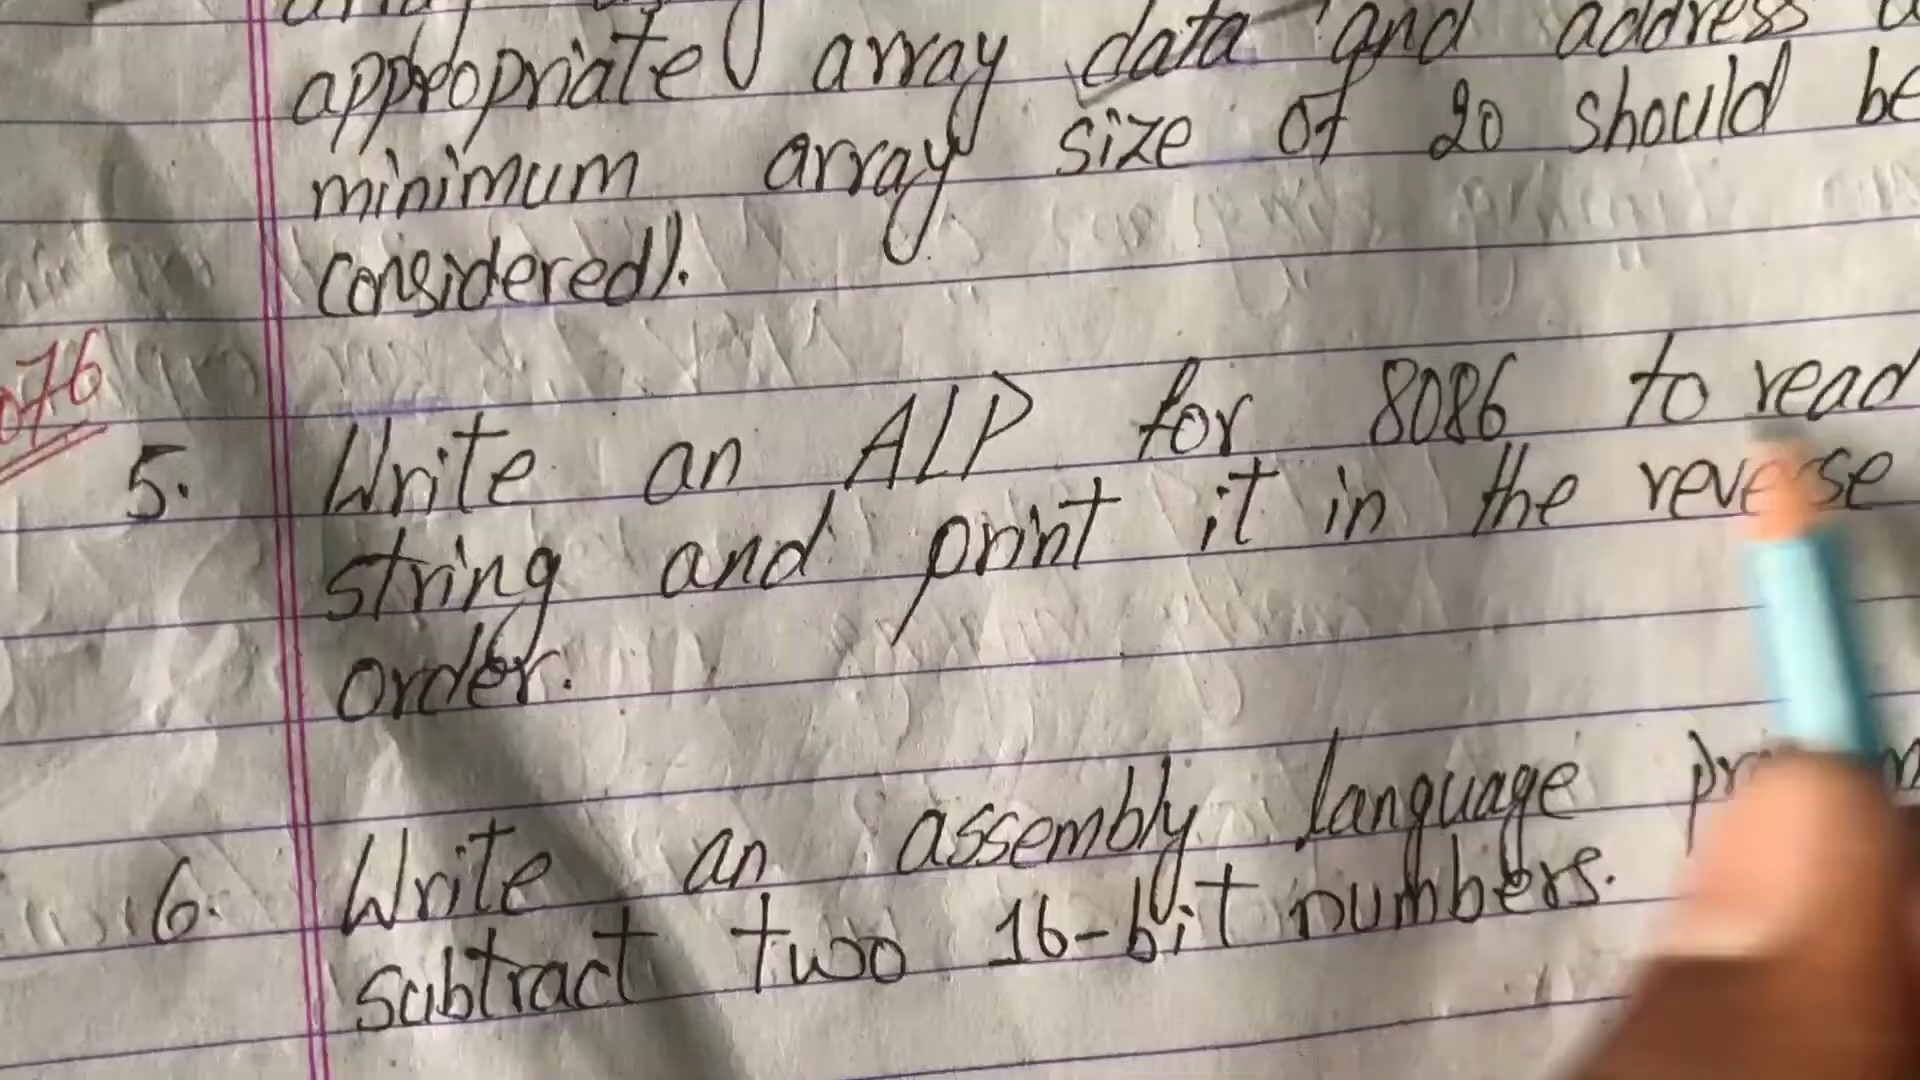 appropriate array data and address
minimum array size of 20 should be
considered).
076
5. Write an ALP for 8086 to read
string and print it in the reverse
order.
6. Write an assembly language
subtract two 16-bit numbers.